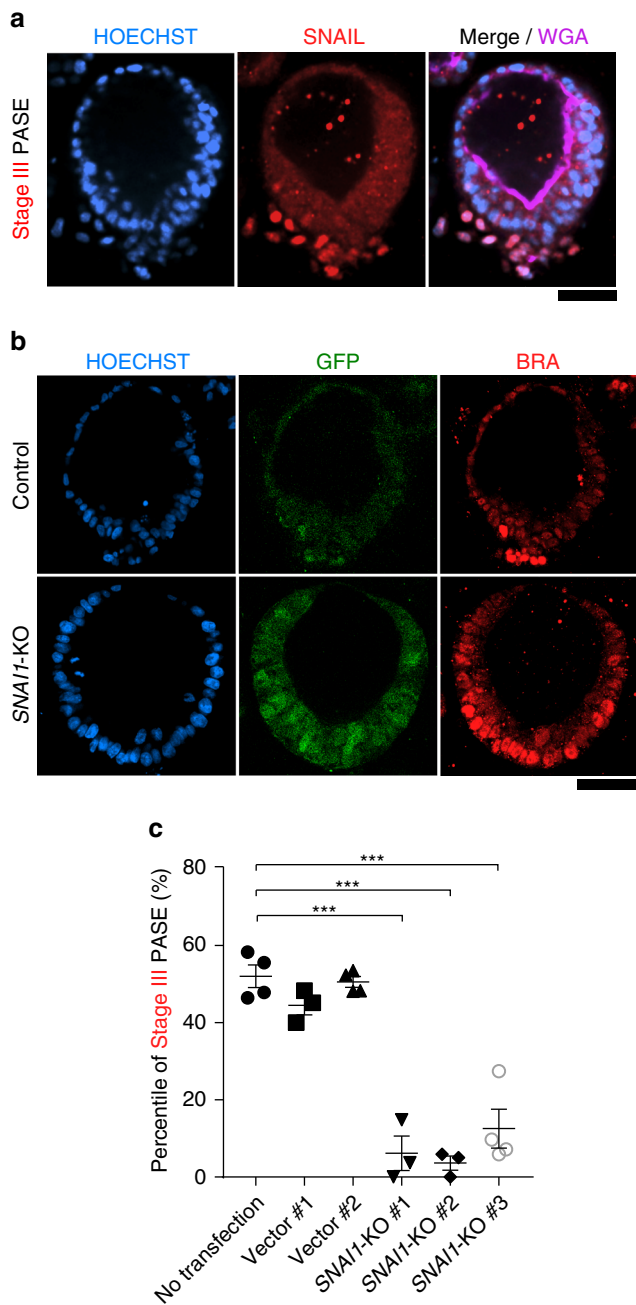 a
HOECHST SNAIL Merge / WGA
Stage III PASE
b
HOECHST GFP BRA
Control
SNAI1-KO
c
Percentile of Stage III PASE (%)
80
60
40
20
0
***
***
***
No transfection
Vector #1
Vector #2
SNAI1-KO #1
SNAI1-KO #2
SNAI1-KO #3